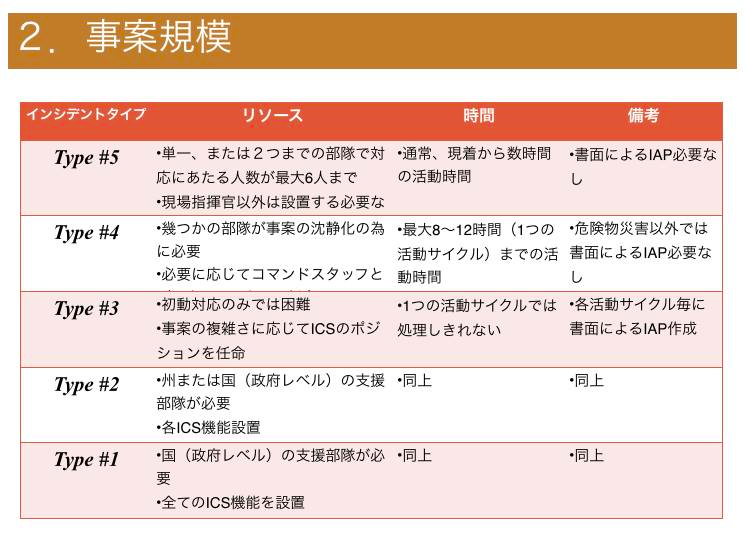 ２．事案規模
インシデントタイプ
リソース
時間
備考
Type #5
•単一、または２つまでの部隊で対
応にあたる人数が最大6人まで
•現場指揮官以外は設置する必要な
•通常、現着から数時間
の活動時間
•書面によるIAP必要な
し
Type #4
•幾つかの部隊が事案の沈静化の為
に必要
•必要に応じてコマンドスタッフと
•最大8〜12時間（1つの
活動サイクル）までの活
動時間
•危険物災害以外では
書面によるIAP必要な
し
Type #3
•初動対応のみでは困難
•事案の複雑さに応じてICSのポジ
ションを任命
•1つの活動サイクルでは
処理しきれない
•各活動サイクル毎に
書面によるIAP作成
Type #2
•州または国（政府レベル）の支援
部隊が必要
•各ICS機能設置
•同上
•同上
Type #1
•国（政府レベル）の支援部隊が必
要
•全てのICS機能を設置
•同上
•同上